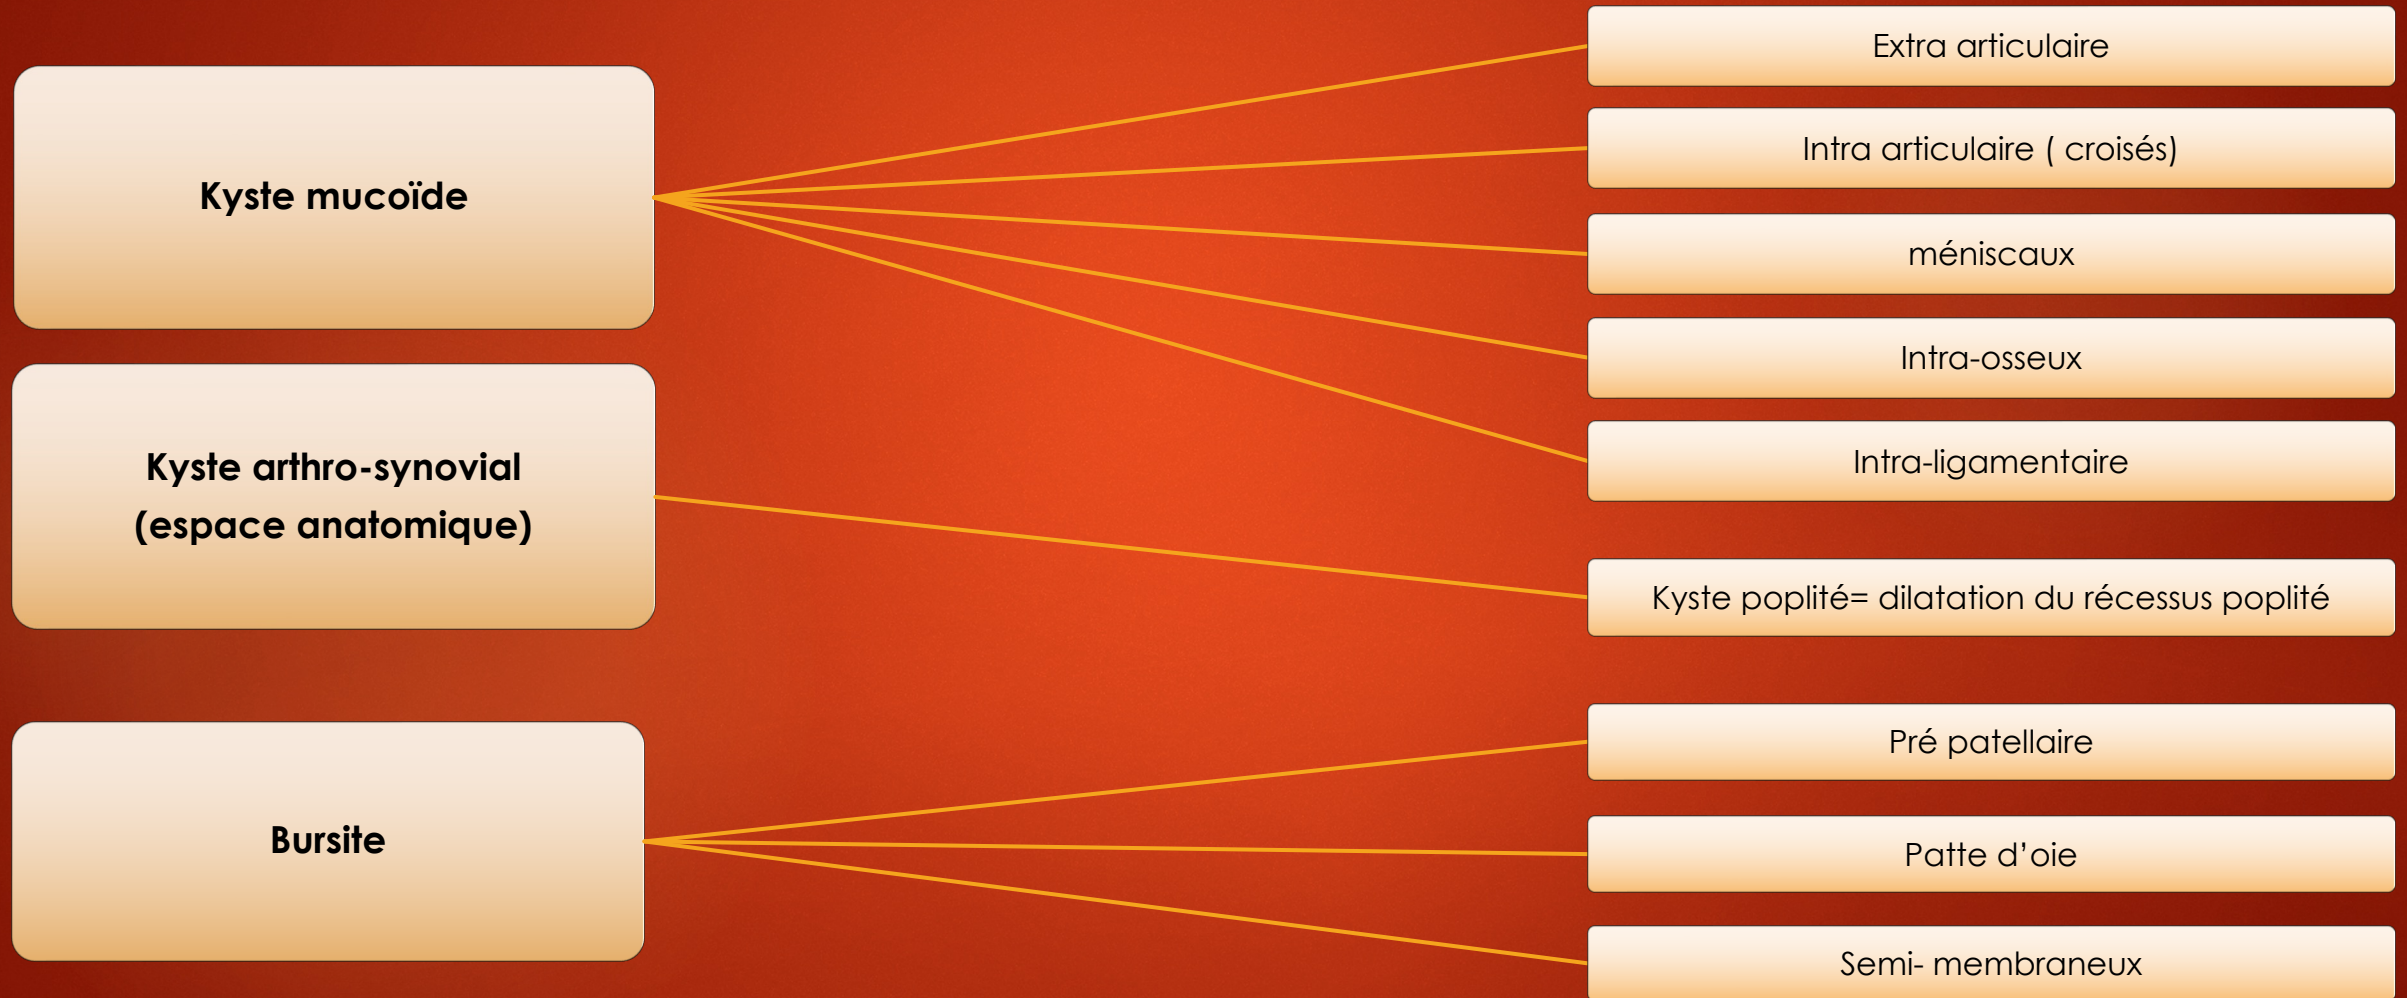 Kyste mucoïde
Extra articulaire
Intra articulaire ( croisés)
méniscaux
Intra-osseux
Intra-ligamentaire
Kyste arthro-synovial
(espace anatomique)
Kyste poplité= dilatation du récessus poplité
Bursite
Pré patellaire
Patte d’oie
Semi- membraneux